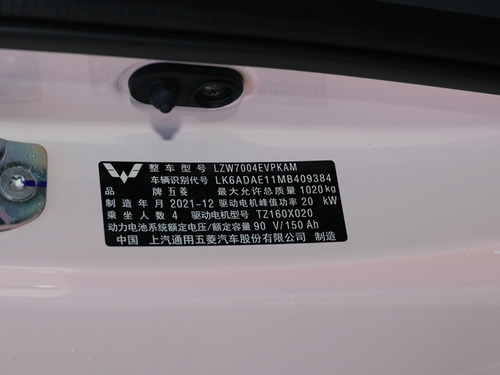 整车型号 LZW7004EVPKAM
车辆识别代号 LK6ADAE11MB409384
品牌 五菱 最大允许总质量 1020kg
制造年月 2021-12 驱动电机峰值功率 20 kW
乘坐人数 4 驱动电机型号 TZ160X020
动力电池系统额定电压/额定容量 90 V/150 Ah
中国 上汽通用五菱汽车股份有限公司 制造